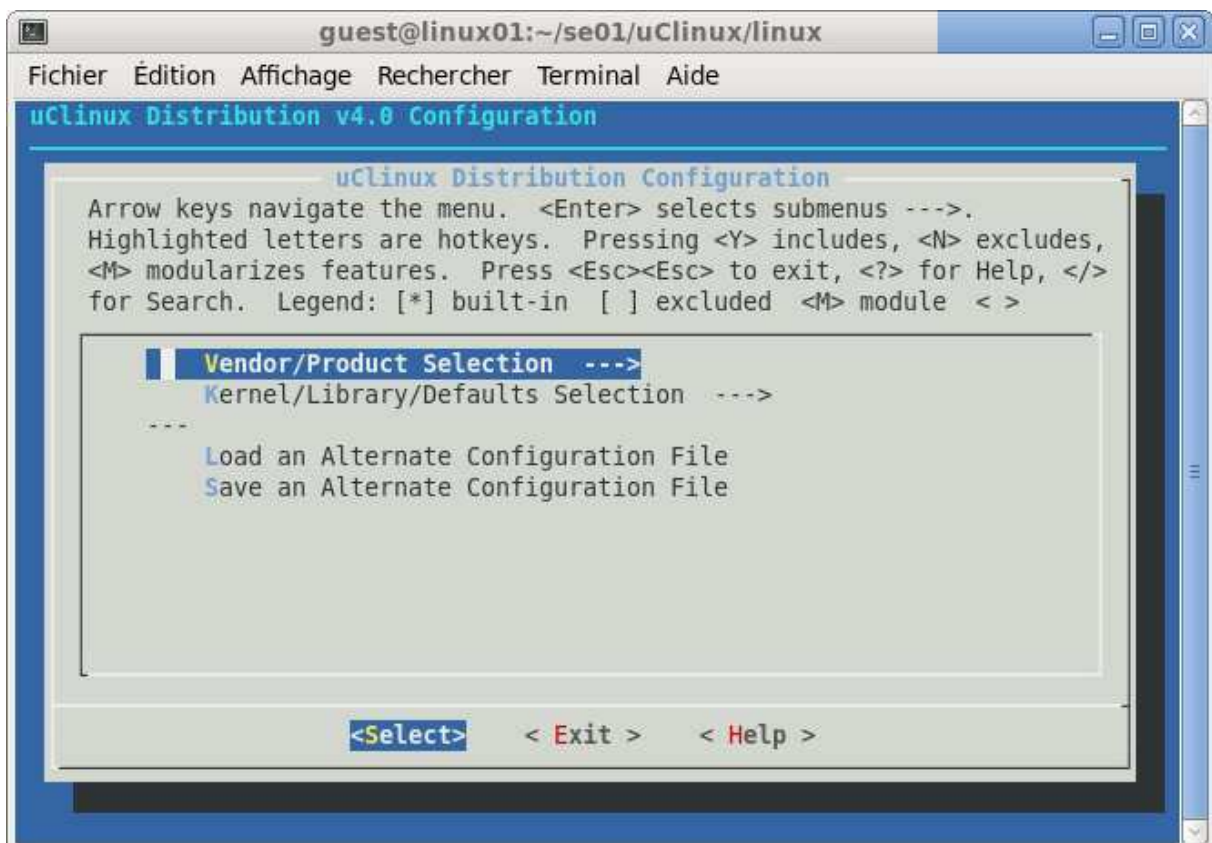 guest@linux01:~/se01/uClinux/linux
Fichier Édition Affichage Rechercher Terminal Aide
uClinux Distribution v4.0 Configuration
uClinux Distribution Configuration
Arrow keys navigate the menu. <Enter> selects submenus --->.
Highlighted letters are hotkeys. Pressing <Y> includes, <N> excludes,
<M> modularizes features. Press <Esc><Esc> to exit, <?> for Help, </>
for Search. Legend: [*] built-in [ ] excluded <M> module < >
Vendor/Product Selection --->
Kernel/Library/Defaults Selection --->
---
Load an Alternate Configuration File
Save an Alternate Configuration File
<Select> < Exit > < Help >